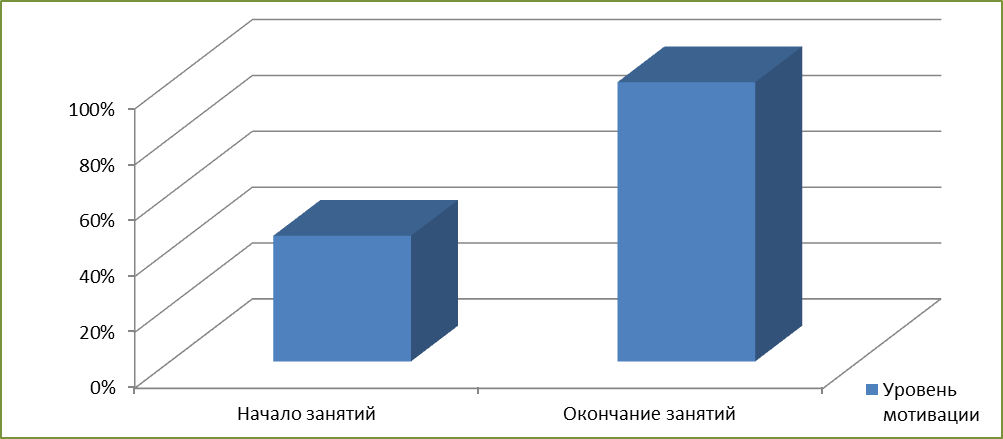 100%
80%
60%
40%
20%
0%
Начало занятий
Окончание занятий
Уровень
мотивации